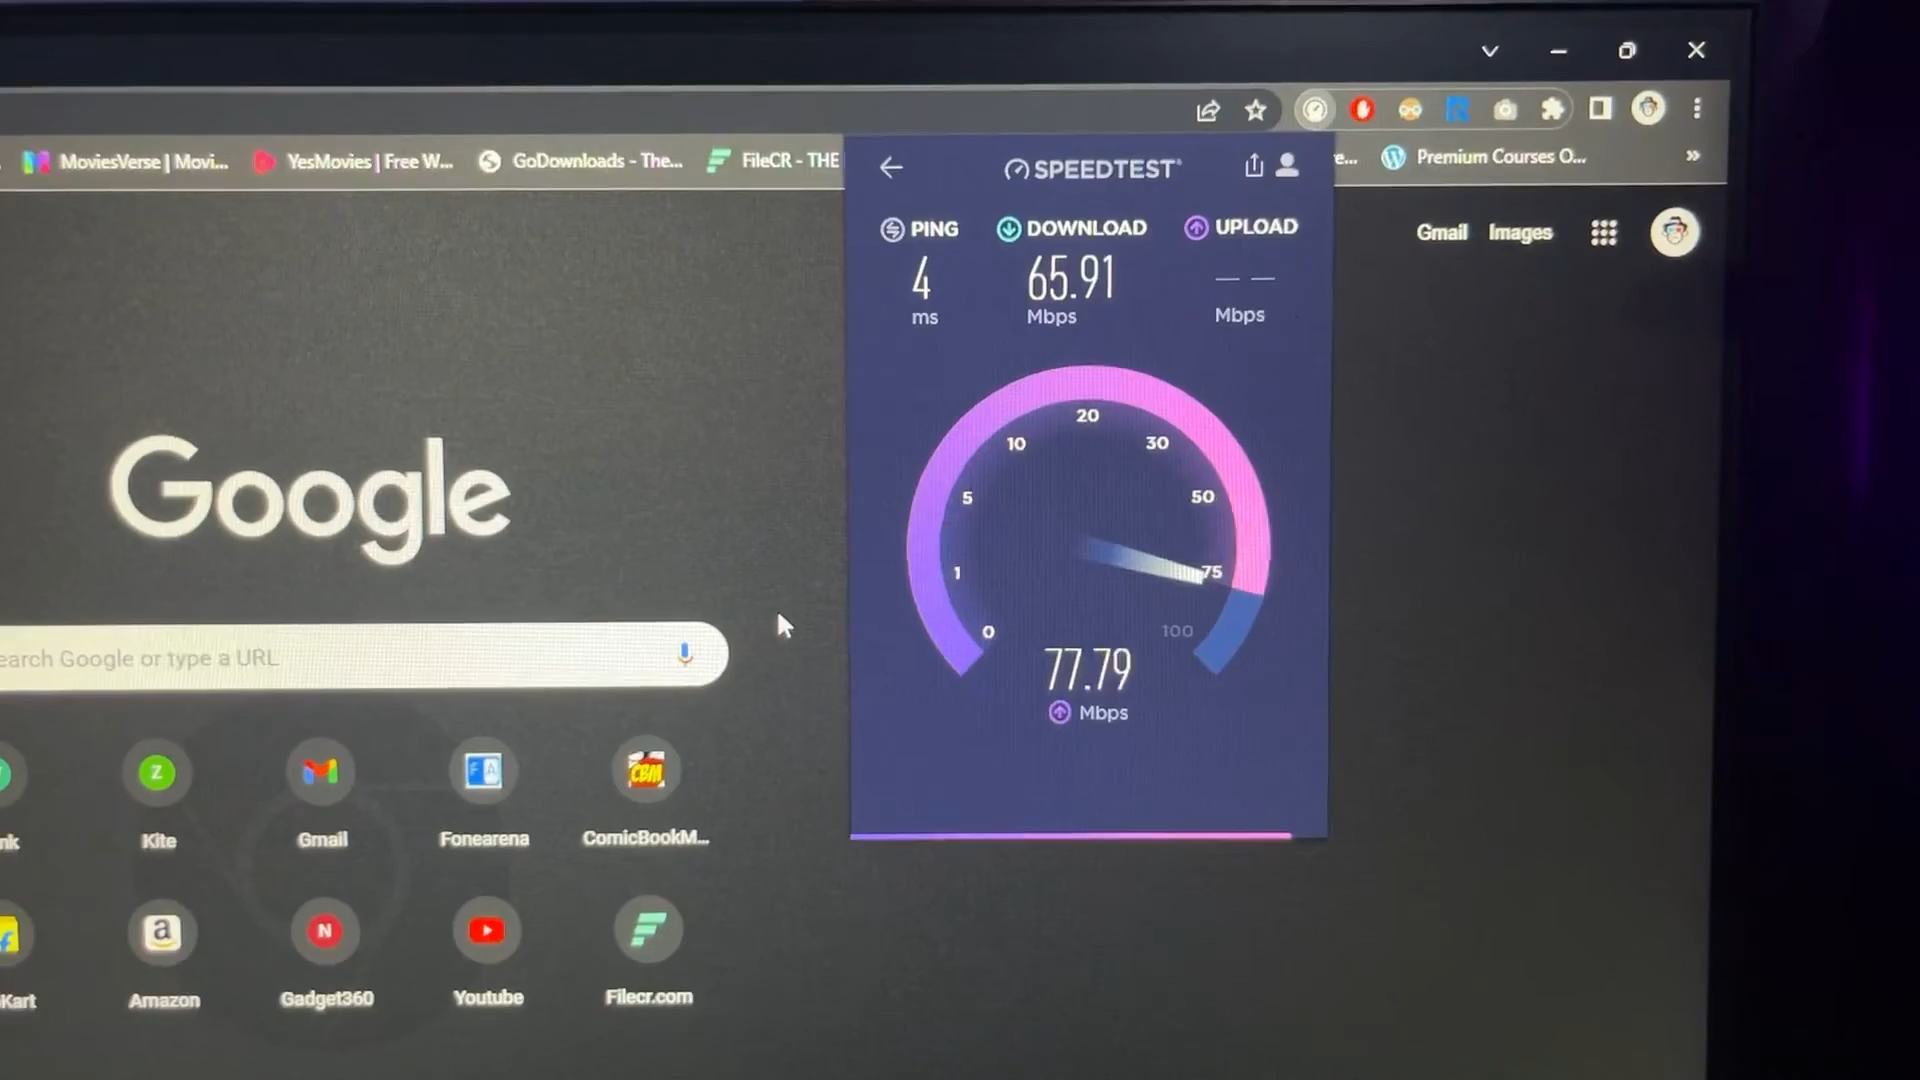 MoviesVerse | Movi...
YesMovies | Free W...
GoDownloads - The...
FileCR - THE
Premium Courses O...
»
SPEEDTEST
PING
DOWNLOAD
UPLOAD
4
65.91
— —
ms
Mbps
Mbps
Gmail
Images
20
10
30
5
50
1
75
0
100
77.79
Mbps
Google
earch Google or type a URL
Z
F A
CBM
nk
Kite
Gmail
Fonearena
ComicBookM...
f
a
N
Kart
Amazon
Gadget360
Youtube
Filecr.com